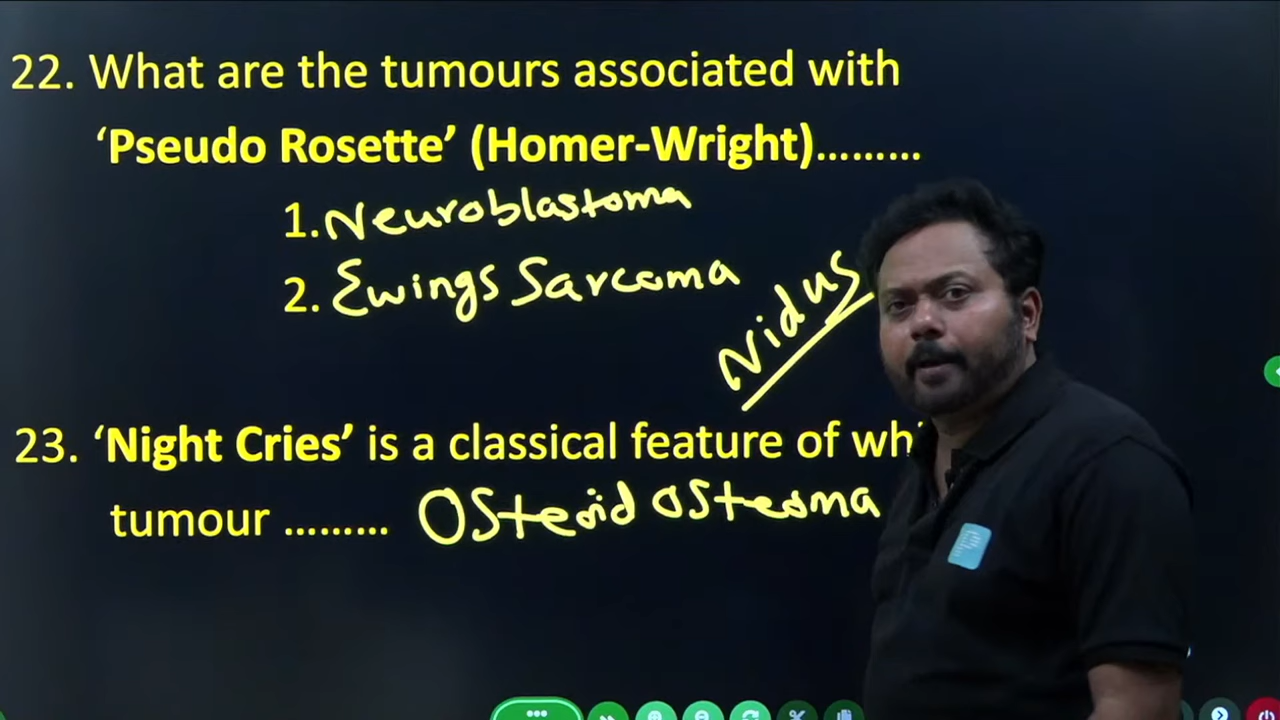 22. What are the tumours associated with
‘Pseudo Rosette’ (Homer-Wright)………
1. Neuroblastoma
2. Ewings Sarcoma
Nidus
23. ‘Night Cries’ is a classical feature of
tumour ……… Osteoid Osteoma